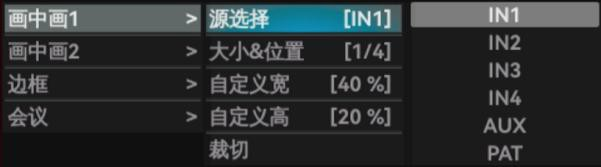 画中画1 > 源选择 [IN1] IN1
画中画2 > 大小&位置 [1/4] IN2
边框 > 自定义宽 [40 %] IN3
会议 > 自定义高 [20 %] IN4
裁切 AUX
PAT